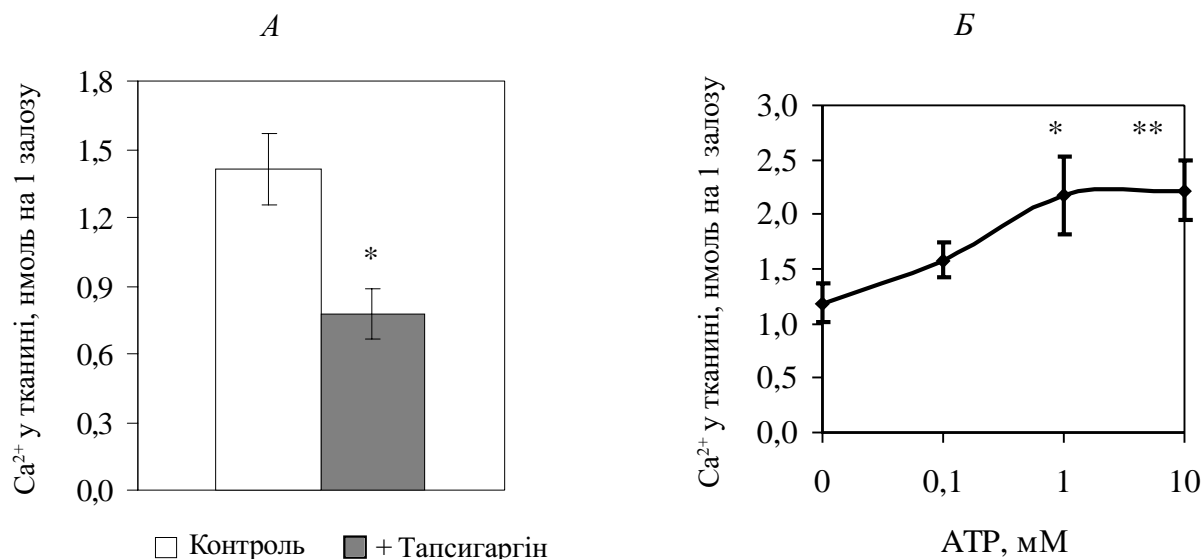 А
Ca²⁺ у тканині, нмоль на 1 залозу
1,8
1,5
1,2
0,9
0,6
0,3
0,0
*
Контроль
+ Тапсигаргін
Б
Ca²⁺ у тканині, нмоль на 1 залозу
3,0
2,5
2,0
1,5
1,0
0,5
0,0
* **
0 0,1 1 10
АТР, мМ